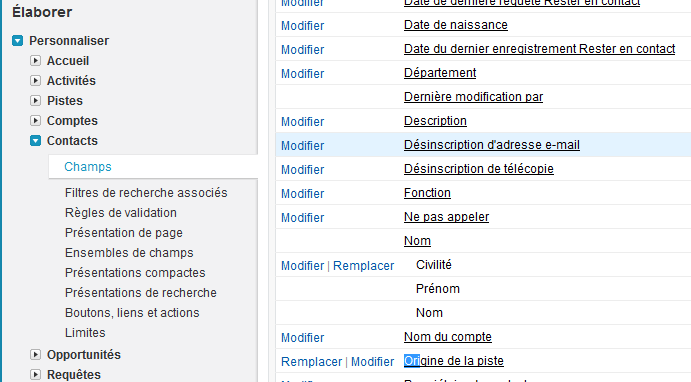 Élaborer
Personnaliser
Accueil
Activités
Pistes
Comptes
Contacts
Champs
Filtres de recherche associés
Règles de validation
Présentation de page
Ensembles de champs
Présentations compactes
Présentations de recherche
Boutons, liens et actions
Limites
Opportunités
Requêtes
Modifier Date de dernière requête Rester en contact
Modifier Date de naissance
Modifier Date du dernier enregistrement Rester en contact
Modifier Département
Dernière modification par
Modifier Description
Modifier Désinscription d'adresse e-mail
Modifier Désinscription de télécopie
Modifier Fonction
Modifier Ne pas appeler
Nom
Modifier | Remplacer Civilité
Prénom
Nom
Modifier Nom du compte
Remplacer | Modifier Origine de la piste